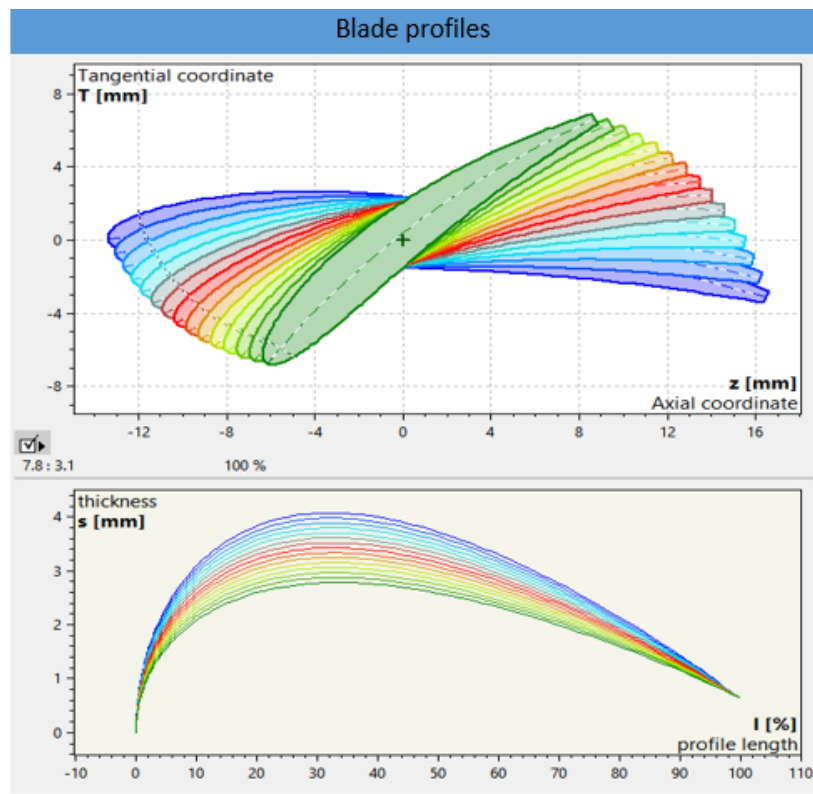 Blade profiles
Tangential coordinate
T [mm]
8
4
0
-4
-8
z [mm]
Axial coordinate
-12 -8 -4 0 4 8 12 16
7.8 : 3.1 100 %
thickness
s [mm]
4
3
2
1
0
l [%]
profile length
-10 0 10 20 30 40 50 60 70 80 90 100 110